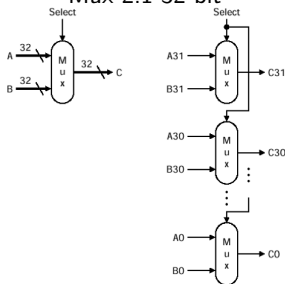 Mux 2:1 32-bit
Select
A 32
M
u
x
32 C
B 32
Select
A31
M
u
x
C31
B31
A30
M
u
x
C30
B30
A0
M
u
x
C0
B0